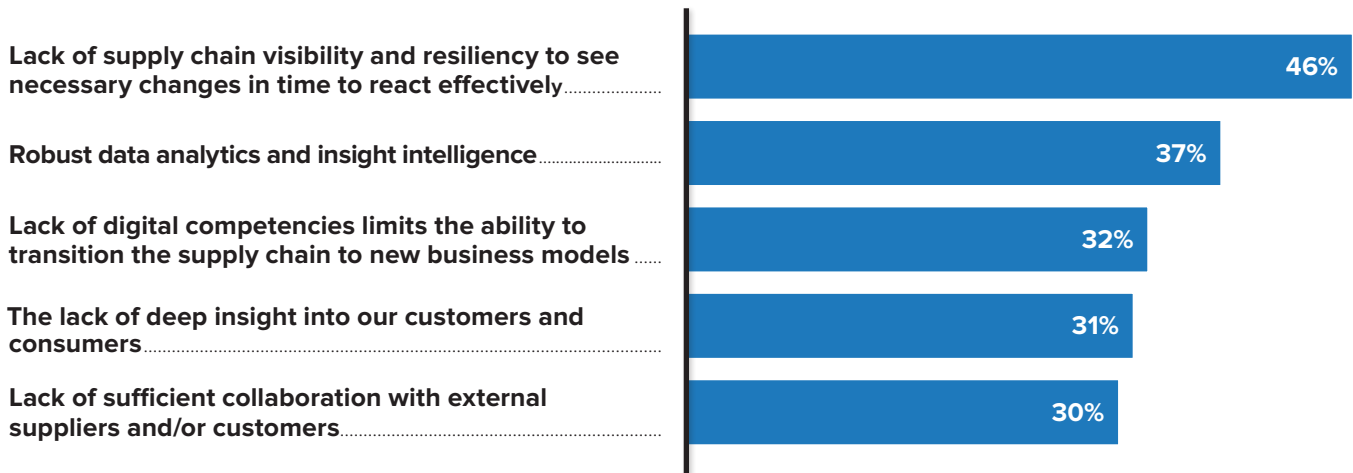 Lack of supply chain visibility and resiliency to see
necessary changes in time to react effectively
46%
Robust data analytics and insight intelligence
37%
Lack of digital competencies limits the ability to
transition the supply chain to new business models
32%
The lack of deep insight into our customers and
consumers
31%
Lack of sufficient collaboration with external
suppliers and/or customers
30%